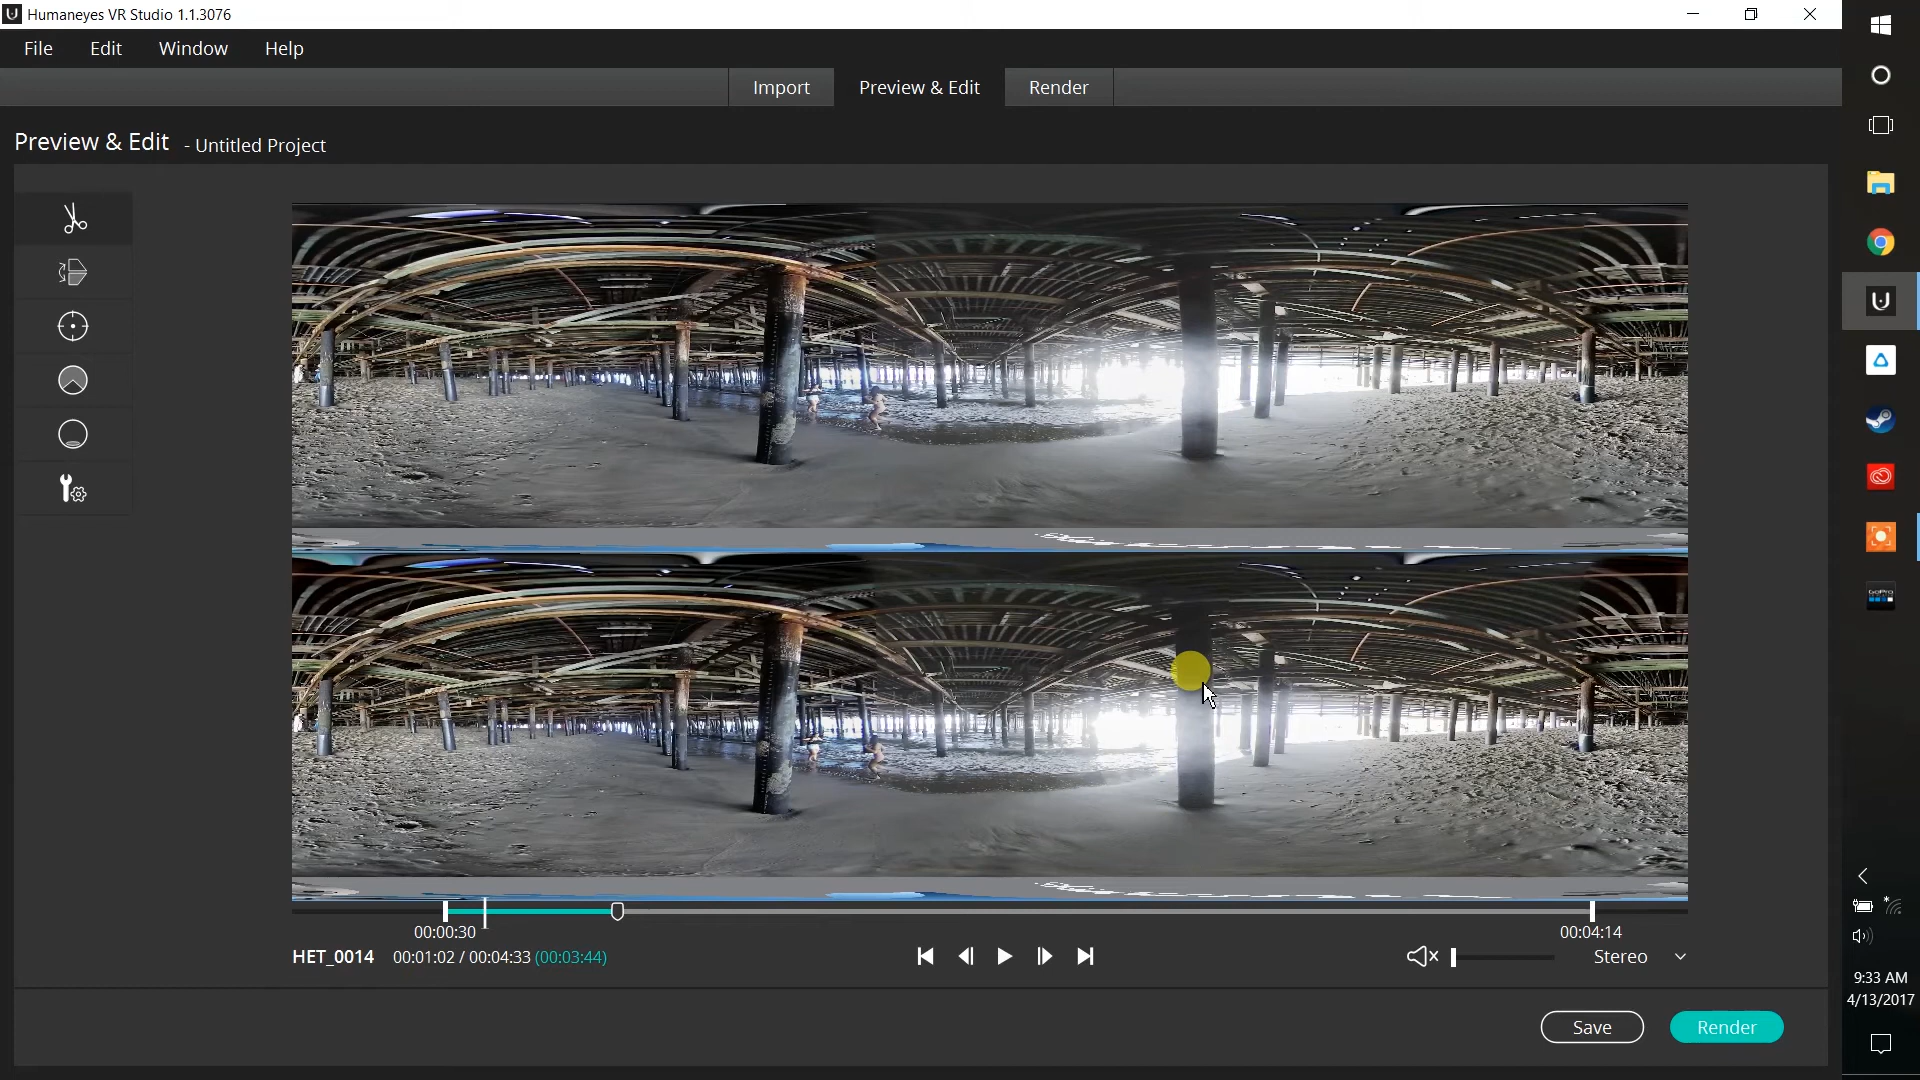 Humaneyes VR Studio 1.1.3076
File Edit Window Help
Import Preview & Edit Render
Preview & Edit - Untitled Project
00:00:30 00:04:14
HET_0014 00:01:02 / 00:04:33 (00:03:44) Stereo
Save Render
GoPro
9:33 AM
4/13/2017